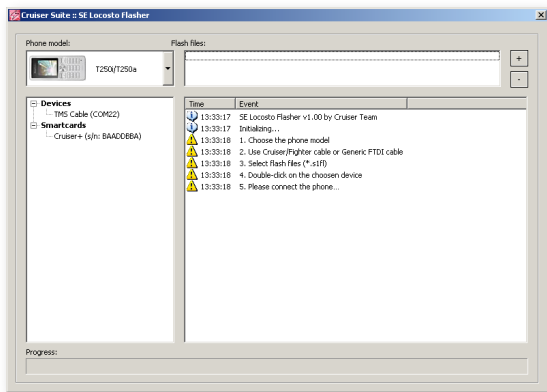 Cruiser Suite :: SE Locosto Flasher
Phone model:
Flash files:
T250i/T250a
+
-
Devices
TMS Cable (COM22)
Smartcards
Cruiser+ (s/n: BAADDBBA)
Time Event
13:33:17 SE Locosto Flasher v1.00 by Cruiser Team
13:33:17 Initializing...
13:33:18 1. Choose the phone model
13:33:18 2. Use Cruiser/Fighter cable or Generic FTDI cable
13:33:18 3. Select flash files (*.s1fl)
13:33:18 4. Double-click on the choosen device
13:33:18 5. Please connect the phone...
Progress: